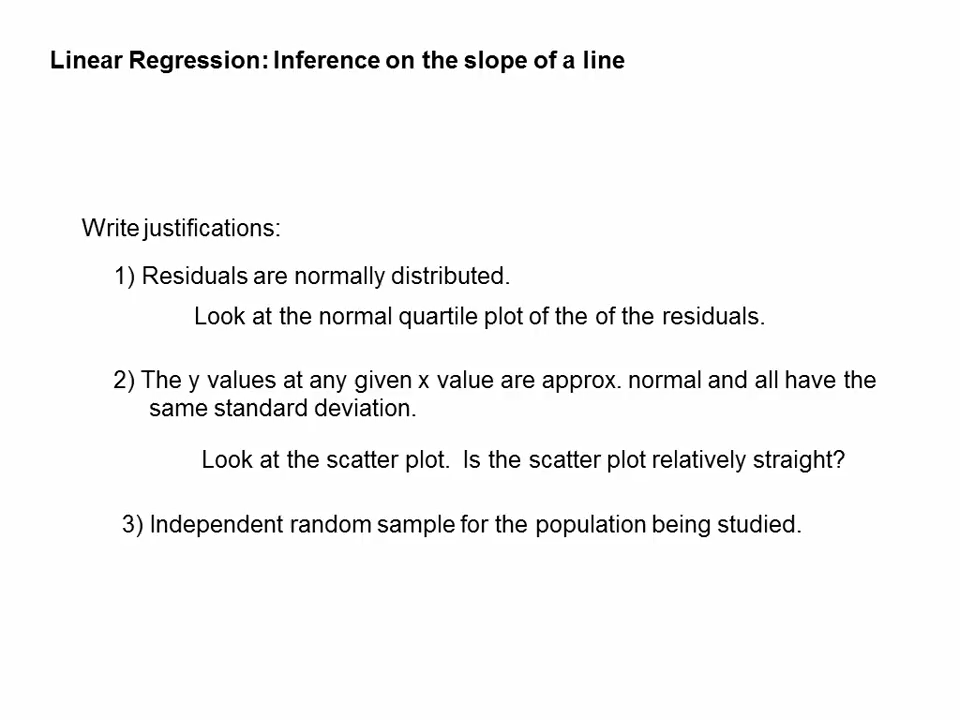 Linear Regression: Inference on the slope of a line
Write justifications:
1) Residuals are normally distributed.
Look at the normal quartile plot of the of the residuals.
2) The y values at any given x value are approx. normal and all have the
same standard deviation.
Look at the scatter plot.  Is the scatter plot relatively straight?
3) Independent random sample for the population being studied.